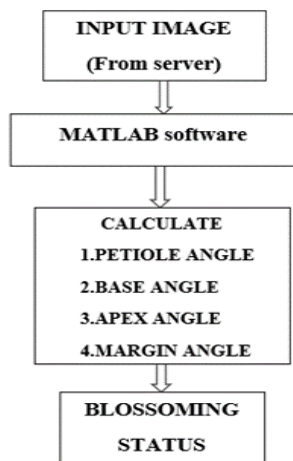 INPUT IMAGE
(From server)
MATLAB software
CALCULATE
1.PETIOLE ANGLE
2.BASE ANGLE
3.APEX ANGLE
4.MARGIN ANGLE
BLOSSOMING
STATUS